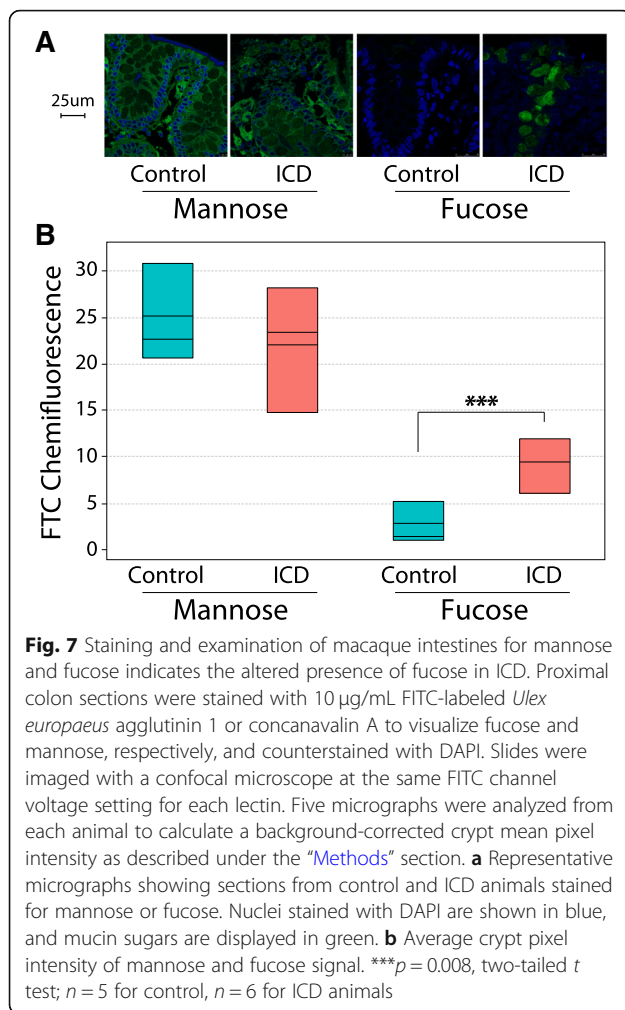 A
25um
Control ICD Control ICD
Mannose Fucose
B
FTC Chemifluorescence
30
25
20
15
10
5
0
***
Control ICD Control ICD
Mannose Fucose
Fig. 7 Staining and examination of macaque intestines for mannose
and fucose indicates the altered presence of fucose in ICD. Proximal
colon sections were stained with 10 μg/mL FITC-labeled Ulex
europaeus agglutinin 1 or concanavalin A to visualize fucose and
mannose, respectively, and counterstained with DAPI. Slides were
imaged with a confocal microscope at the same FITC channel
voltage setting for each lectin. Five micrographs were analyzed from
each animal to calculate a background-corrected crypt mean pixel
intensity as described under the “Methods” section. a Representative
micrographs showing sections from control and ICD animals stained
for mannose or fucose. Nuclei stained with DAPI are shown in blue,
and mucin sugars are displayed in green. b Average crypt pixel
intensity of mannose and fucose signal. ***p = 0.008, two-tailed t
test; n = 5 for control, n = 6 for ICD animals